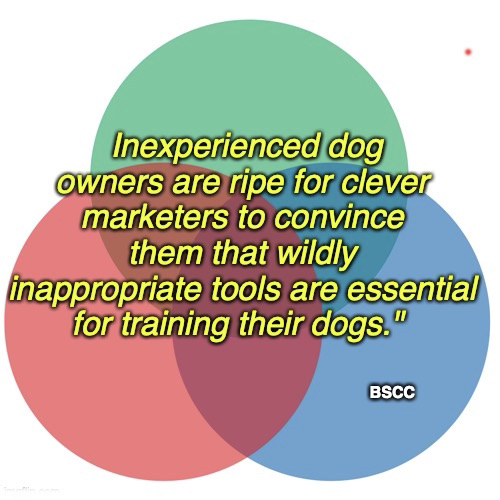 Inexperienced dog
owners are ripe for clever
marketers to convince
them that wildly
inappropriate tools are essential
for training their dogs."
BSCC